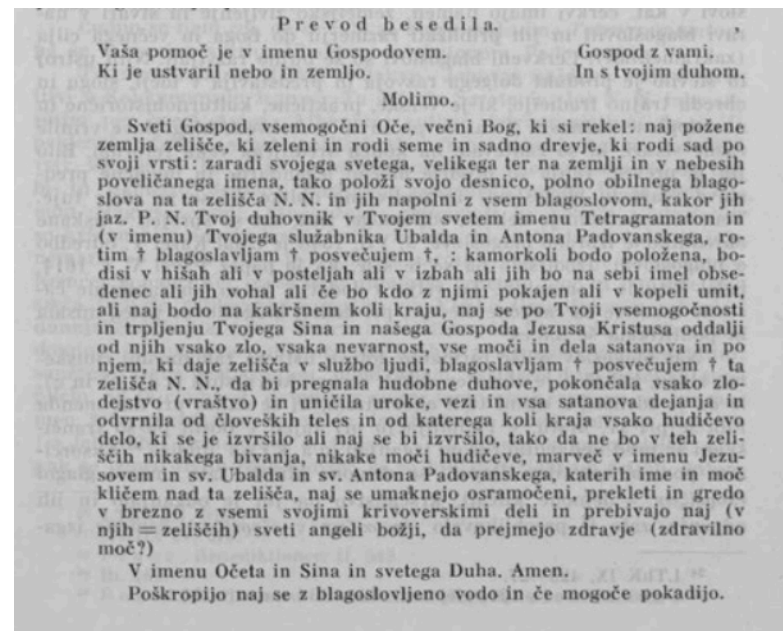 Prevod besedila.
Vaša pomoč je v imenu Gospodovem. Gospod z vami.
Ki je ustvaril nebo in zemljo. In s tvojim duhom.
Molimo.
Sveti Gospod, vsemogočni Oče, večni Bog, ki si rekel: naj požene
zemlja zelišče, ki zeleni in rodi seme in sadno drevje, ki rodi sad po
svoji vrsti: zaradi svojega svetega, velikega ter na zemlji in v nebesih
poveličanega imena, tako položi svojo desnico, polno obilnega blago-
slova na ta zelišča N. N. in jih napolni z vsem blagoslovom, kakor jih
jaz. P. N. Tvoj duhovnik v Tvojem svetem imenu Tetragramaton in
(v imenu) Tvojega služabnika Ubalda in Antona Padovanskega, ro-
tim † blagoslavljam † posvečujem †, : kamorkoli bodo položena, bo-
disi v hišah ali v posteljah ali v izbah ali jih bo na sebi imel obse-
denec ali jih vohal ali če bo kdo z njimi pokajen ali v kopeli umit,
ali naj bodo na kakršnem koli kraju, naj se po Tvoji vsemogočnosti
in trpljenju Tvojega Sina in našega Gospoda Jezusa Kristusa oddalji
od njih vsako zlo, vsaka nevarnost, vse moči in dela satanova in po
njem, ki daje zelišča v službo ljudi, blagoslavljam † posvečujem † ta
zelišča N. N., da bi pregnala hudobne duhove, pokončala vsako zlo-
dejstvo (vraštvo) in uničila uroke, vezi in vsa satanova dejanja in
odvrnila od človeških teles in od katerega koli kraja vsako hudičevo
delo, ki se je izvršilo ali naj se bi izvršilo, tako da ne bo v teh zeli-
ščih nikakega bivanja, nikake moči hudičeve, marveč v imenu Jezu-
sovem in sv. Ubalda in sv. Antona Padovanskega, katerih ime in moč
kličem nad ta zelišča, naj se umaknejo osramočeni, prekleti in gredo
v brezno z vsemi svojimi krivoverskimi deli in prebivajo naj (v
njih = zeliščih) sveti angeli božji, da prejmejo zdravje (zdravilno
moč?)
V imenu Očeta in Sina in svetega Duha. Amen.
Poškropijo naj se z blagoslovljeno vodo in če mogoče pokadijo.